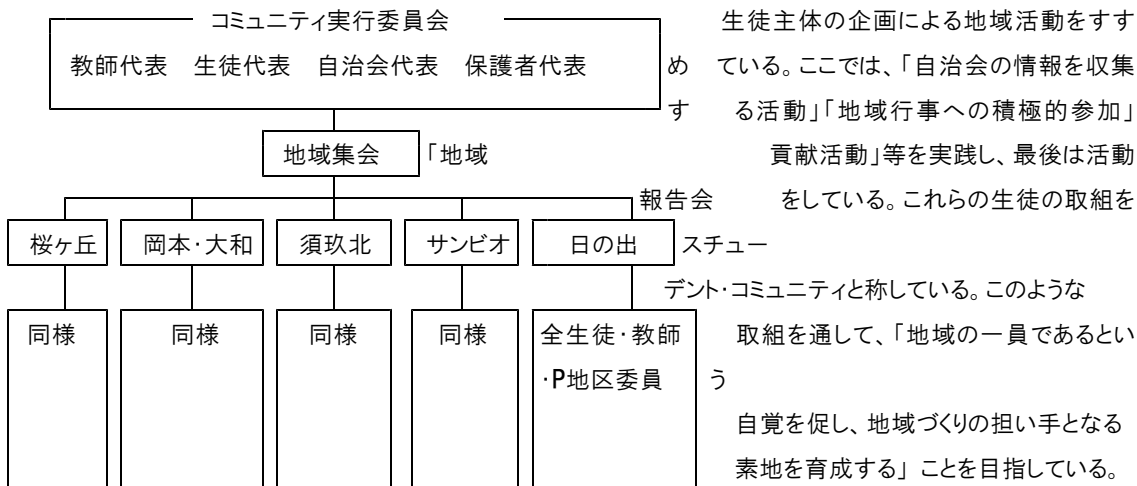 コミュニティ実行委員会
教師代表　生徒代表　自治会代表　保護者代表
地域集会
桜ヶ丘
岡本・大和
須玖北
サンビオ
日の出
同様
同様
同様
同様
全生徒・教師
・P地区委員
生徒主体の企画による地域活動をすす
め　ている。ここでは、「自治会の情報を収集
す　る活動」「地域行事への積極的参加」
「地域　貢献活動」等を実践し、最後は活動
報告会　をしている。これらの生徒の取組を
スチュー
デント・コミュニティと称している。このような
取組を通して、「地域の一員であるとい
う
自覚を促し、地域づくりの担い手となる
素地を育成する」ことを目指している。